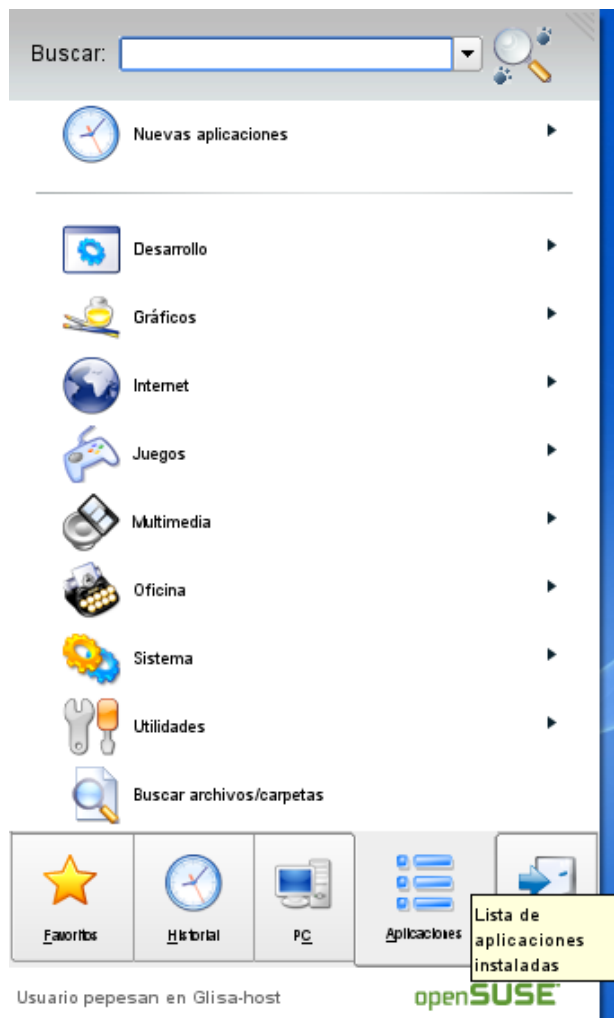 Buscar:
Nuevas aplicaciones
Desarrollo
Gráficos
Internet
Juegos
Multimedia
Oficina
Sistema
Utilidades
Buscar archivos/carpetas
Favoritos
Historial
PC
Aplicaciones
Lista de
aplicaciones
instaladas
Usuario pepesan en Glisa-host
openSUSE